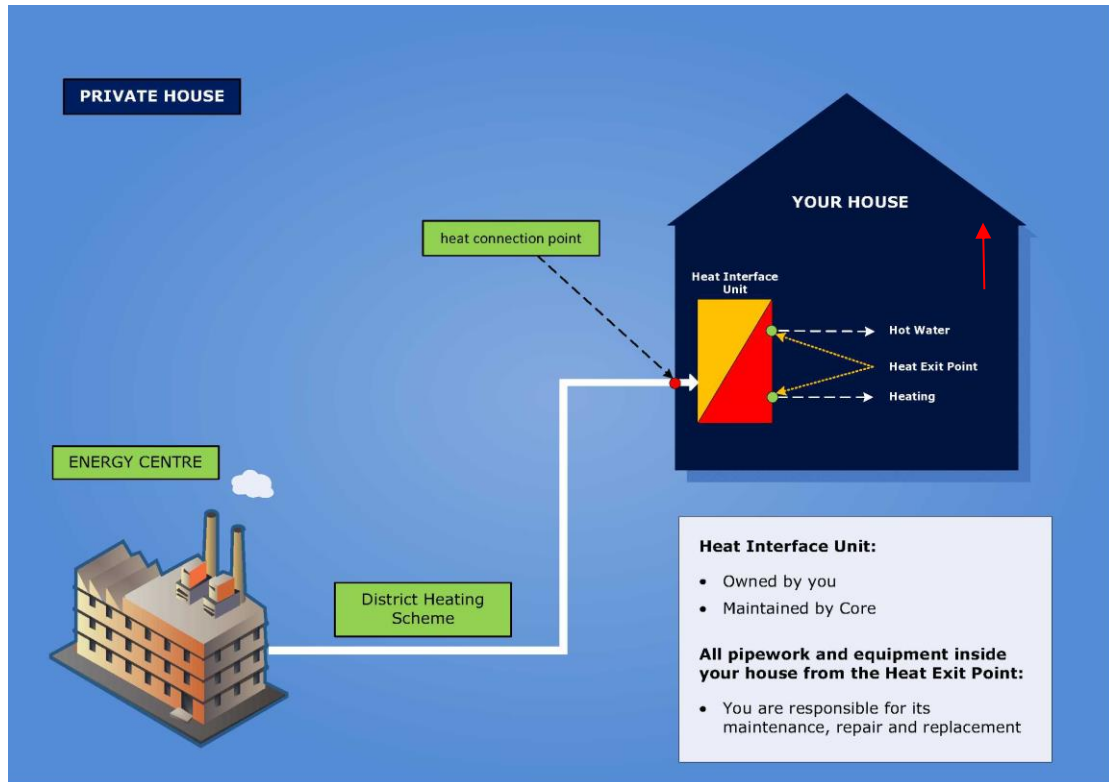 PRIVATE HOUSE
YOUR HOUSE
heat connection point
Heat Interface
Unit
Hot Water
Heat Exit Point
Heating
ENERGY CENTRE
District Heating
Scheme
Heat Interface Unit:
• Owned by you
• Maintained by Core
All pipework and equipment inside
your house from the Heat Exit Point:
• You are responsible for its
maintenance, repair and replacement